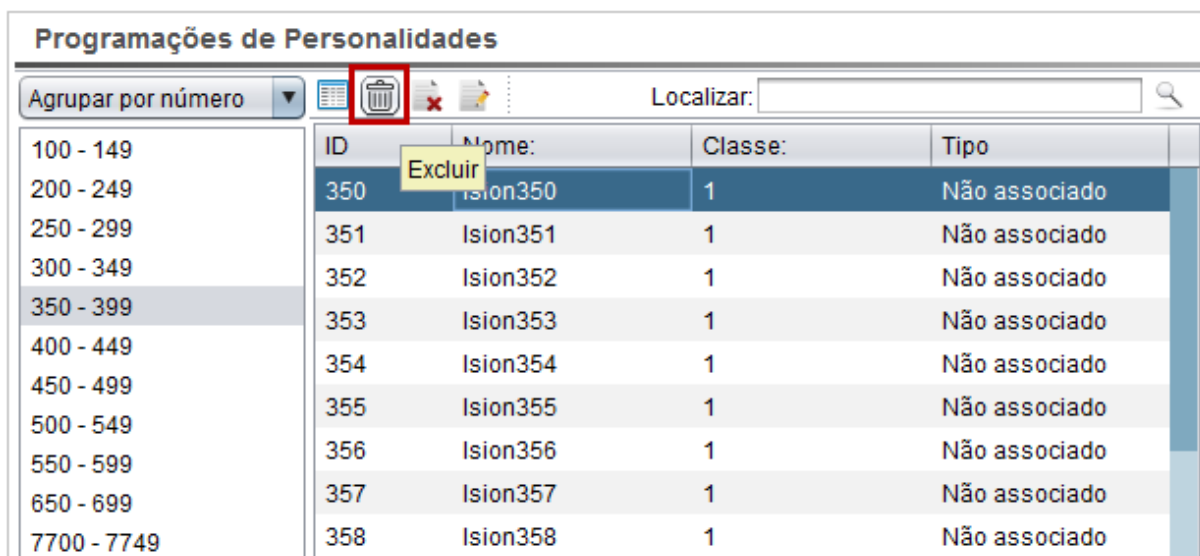 Programações de Personalidades
Agrupar por número
Localizar:
100 - 149
200 - 249
250 - 299
300 - 349
350 - 399
400 - 449
450 - 499
500 - 549
550 - 599
650 - 699
7700 - 7749
ID Nome: Classe: Tipo
Excluir
350 Ision350 1 Não associado
351 Ision351 1 Não associado
352 Ision352 1 Não associado
353 Ision353 1 Não associado
354 Ision354 1 Não associado
355 Ision355 1 Não associado
356 Ision356 1 Não associado
357 Ision357 1 Não associado
358 Ision358 1 Não associado